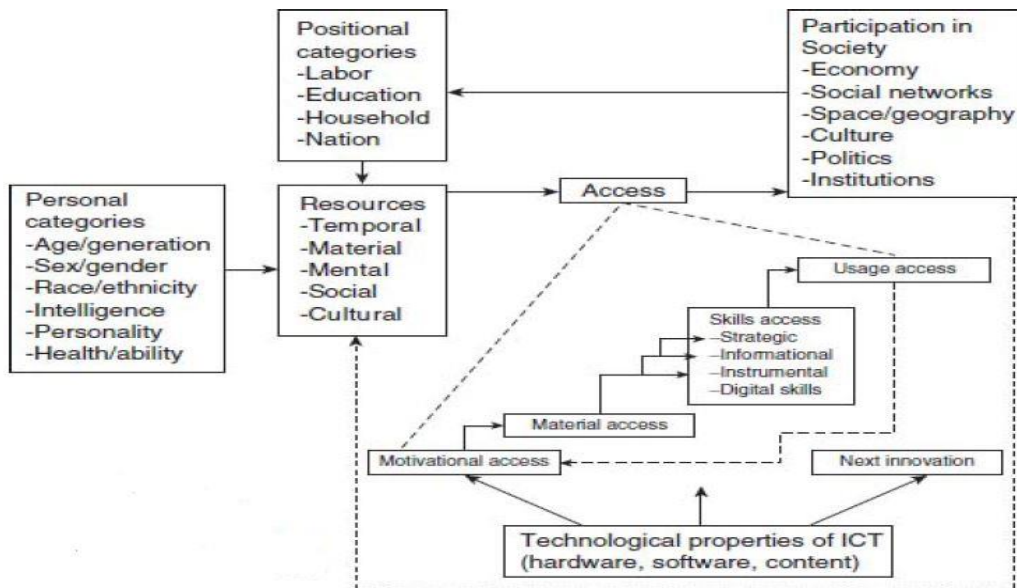 Positional
categories
-Labor
-Education
-Household
-Nation
Participation in
Society
-Economy
-Social networks
-Space/geography
-Culture
-Politics
-Institutions
Personal
categories
-Age/generation
-Sex/gender
-Race/ethnicity
-Intelligence
-Personality
-Health/ability
Resources
-Temporal
-Material
-Mental
-Social
-Cultural
Access
Usage access
Skills access
–Strategic
–Informational
–Instrumental
–Digital skills
Material access
Motivational access
Next innovation
Technological properties of ICT
(hardware, software, content)